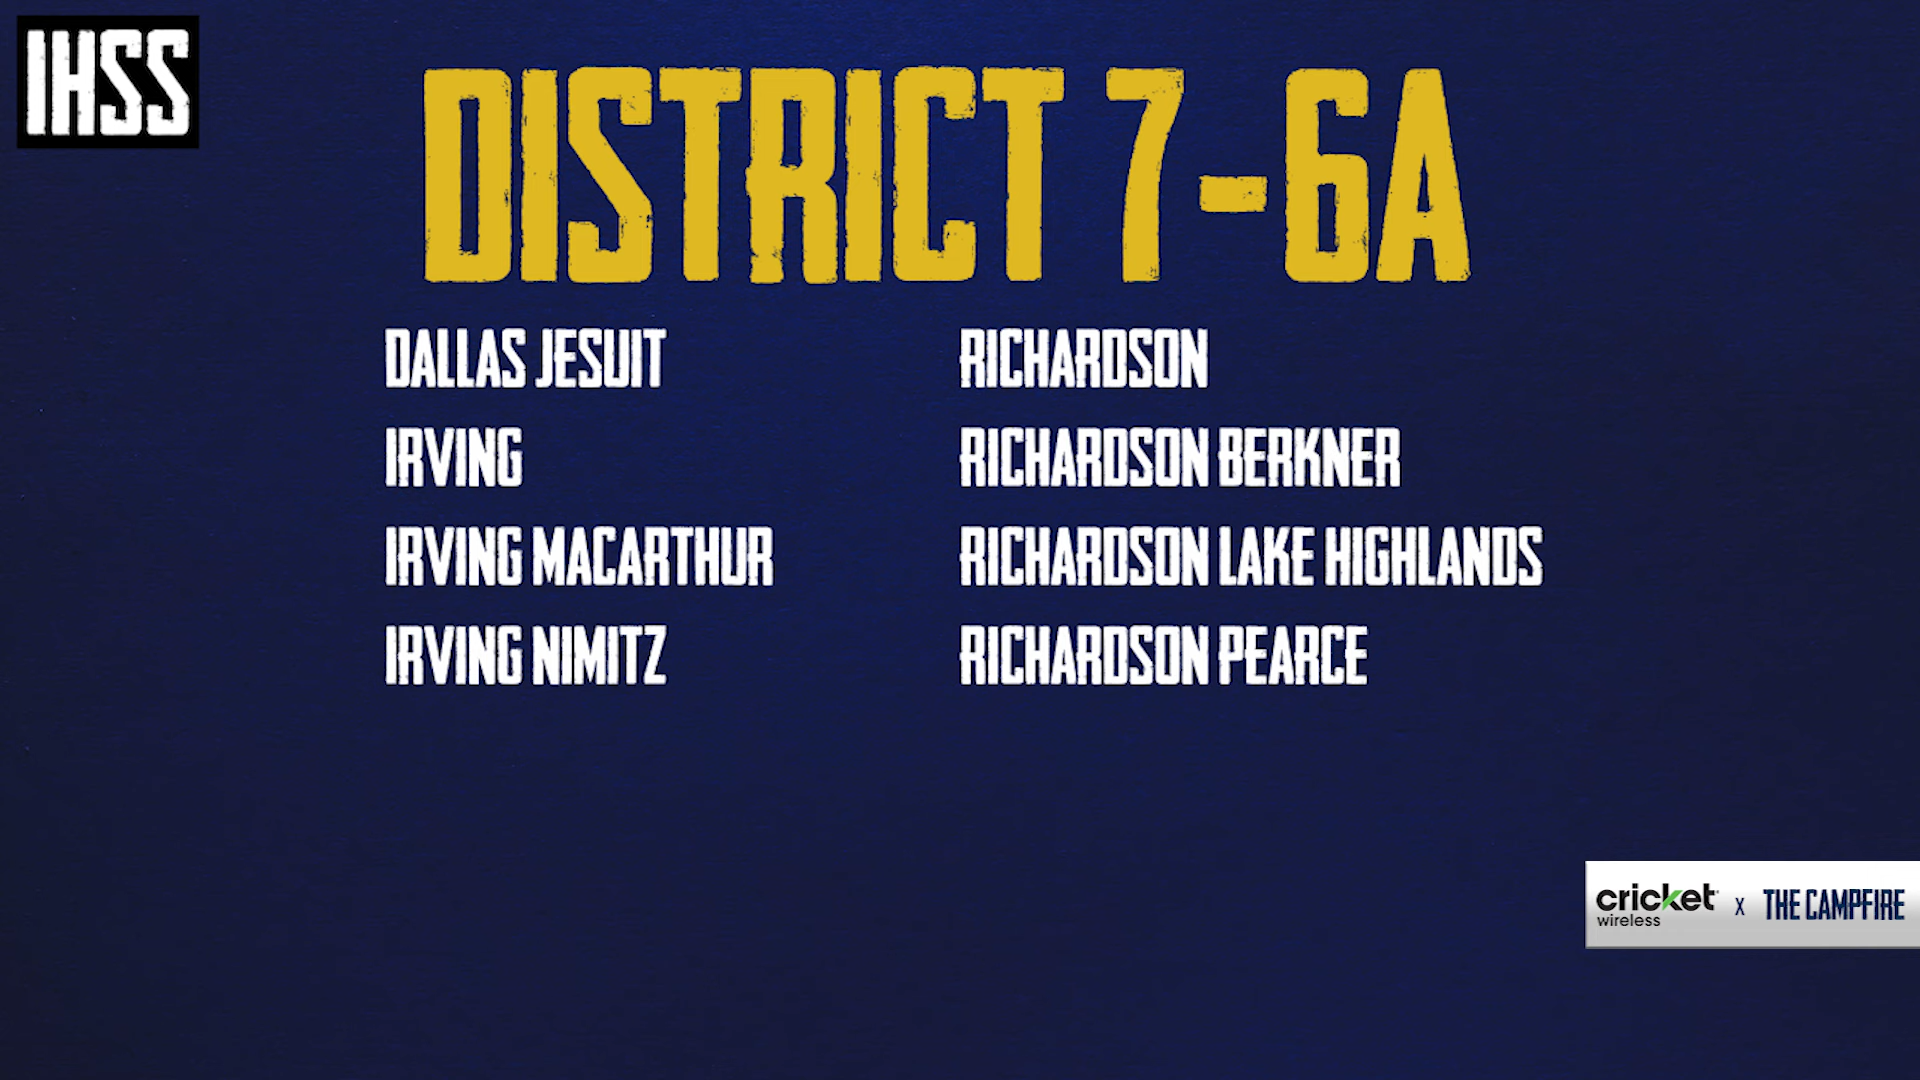 IHSS
DISTRICT 7-6A
DALLAS JESUIT
IRVING
IRVING MACARTHUR
IRVING NIMITZ
RICHARDSON
RICHARDSON BERKNER
RICHARDSON LAKE HIGHLANDS
RICHARDSON PEARCE
cricket wireless X THE CAMPFIRE